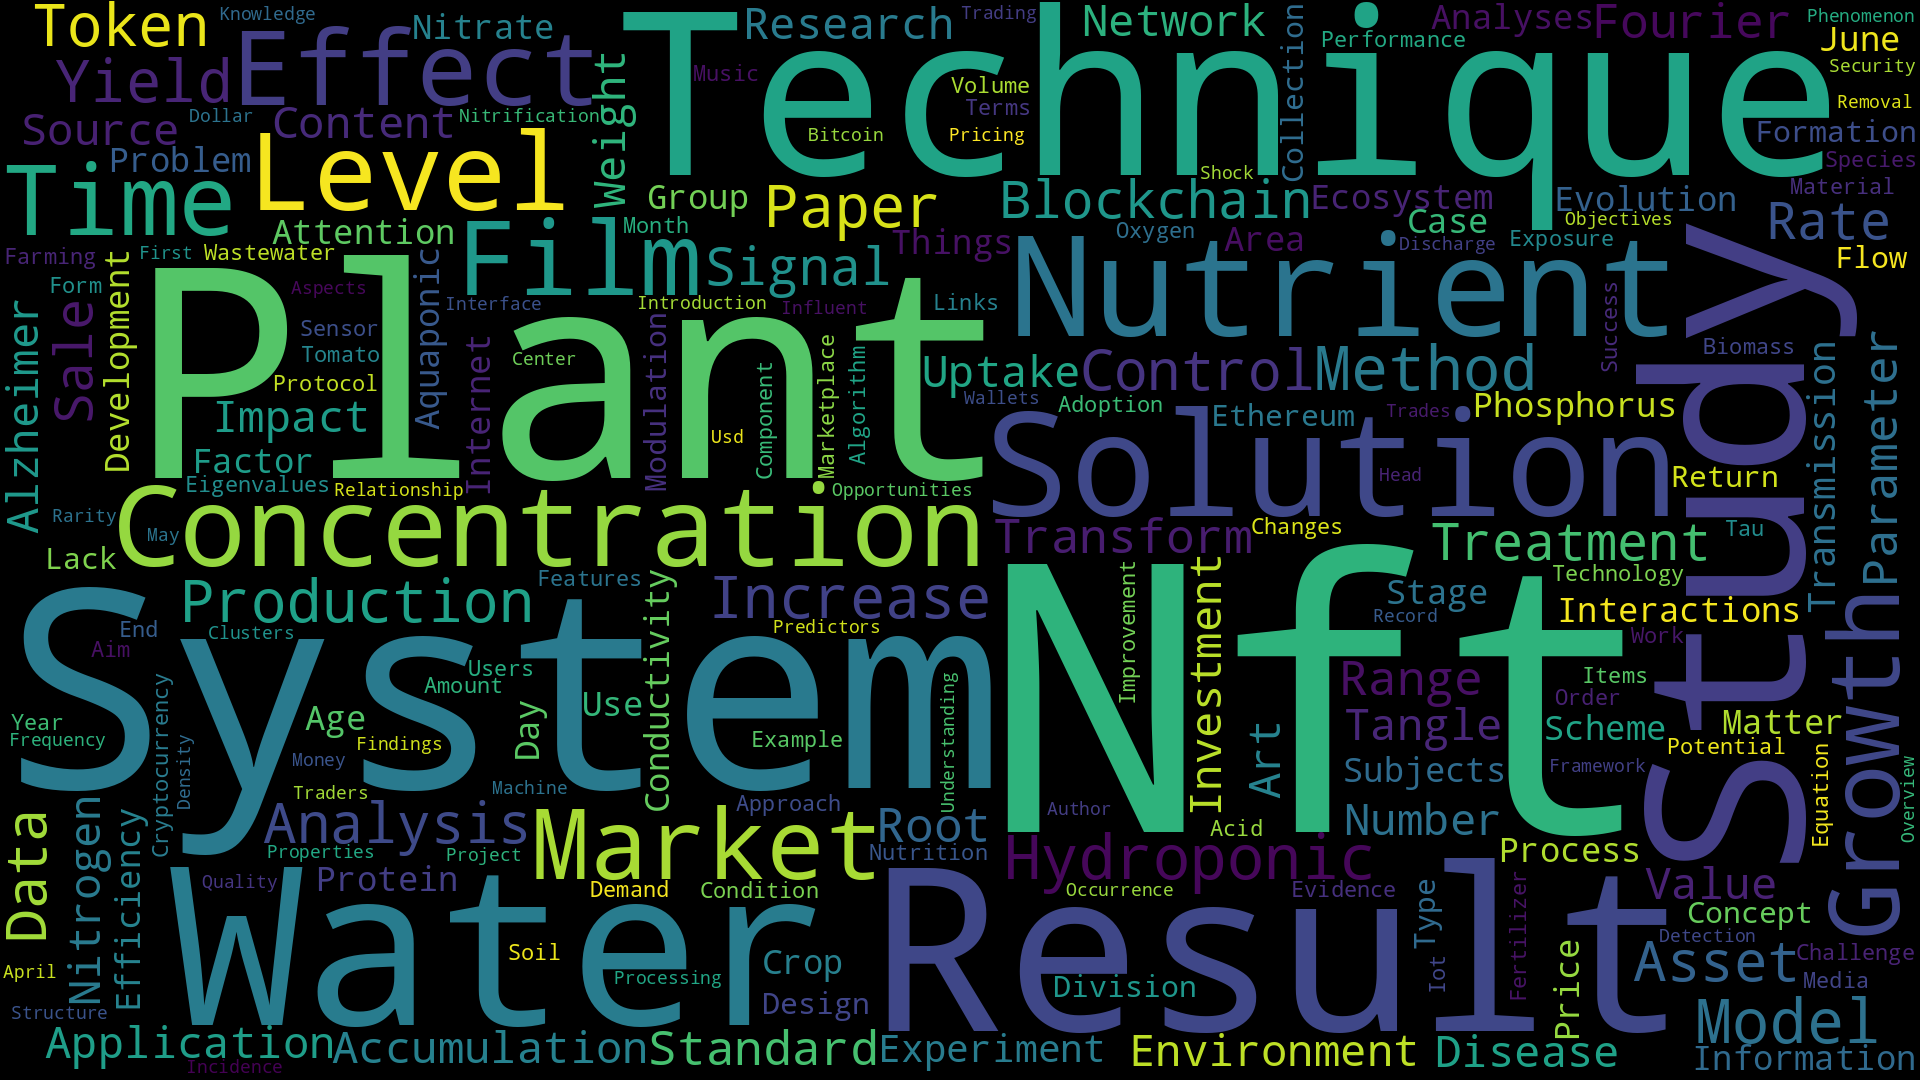 Token
Knowledge
Nitrate
Effect
Technique
Research
Trading
Network
Collection
Analyses
Fourier
Phenomenon
Performance
June
Yield
Music
Volume
Security
Weight
Terms
Removal
Source
Dollar
Content
Nitrification
Bitcoin
Pricing
Formation
Problem
Level
Shock
Species
Time
Group
Paper
Blockchain
Ecosystem
Evolution
Material
Attention
Film
Month
Case
Objectives
Rate
Farming
First
Wastewater
Signal
Things
Oxygen
Area
Discharge
Exposure
Flow
Form
Development
Aspects
Aquaponic
Interface
Introduction
Influent
Links
Nutrient
Study
Alzheimer
Sale
Plant
Sensor
Tomato
Protocol
Internet
Center
Modulation
Component
Marketplace
Algorithm
Uptake
Control
Method
Success
Biomass
Transmission
Parameter
Impact
Usd
Wallets
Adoption
Ethereum
Trades
Phosphorus
Factor
Eigenvalues
Relationship
Opportunities
Solution
Head
Return
Rarity
May
Concentration
Lack
Transform
Changes
Treatment
Tau
Technology
Production
Features
Conductivity
Increase
Improvement
Investment
Nft
Stage
Record
Interactions
Work
Growth
System
End
Aim
Clusters
Predictors
Users
Amount
Use
Range
Items
Order
Year
Frequency
Cryptocurrency
Density
Age
Findings
Day
Example
Understanding
Art
Tangle
Scheme
Matter
Potential
Money
Machine
Traders
Approach
Subjects
Framework
Equation
Overview
Data
Nitrogen
Efficiency
Analysis
Market
Root
Author
Acid
Number
Properties
Project
Nutrition
Hydroponic
Process
Quality
Protein
Water
Demand
Condition
Result
Occurrence
Evidence
Type
Iot
Fertilizer
Value
Concept
Price
Detection
Challenge
April
Soil
Processing
Crop
Division
Asset
Media
Structure
Design
Model
Application
Accumulation
Standard
Experiment
Environment
Disease
Information
Incidence